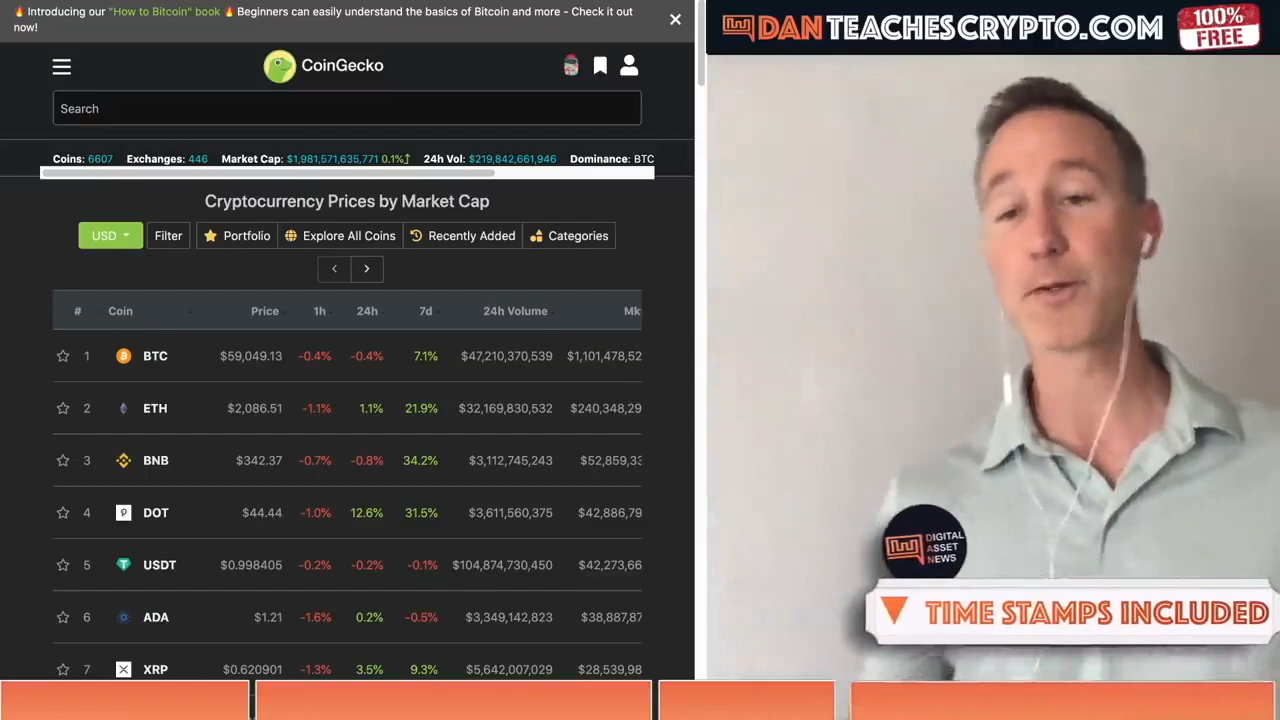 🔥Introducing our "How to Bitcoin" book 🔥Beginners can easily understand the basics of Bitcoin and more - Check it out
now!
CoinGecko
Search
Coins: 6607 Exchanges: 446 Market Cap: $1,981,571,635,771 0.1% 24h Vol: $219,842,661,946 Dominance: BTC
Cryptocurrency Prices by Market Cap
USD Filter Portfolio Explore All Coins Recently Added Categories
# Coin Price 1h 24h 7d 24h Volume Mk
1 BTC $59,049.13 -0.4% -0.4% 7.1% $47,210,370,539 $1,101,478,52
2 ETH $2,086.51 -1.1% 1.1% 21.9% $32,169,830,532 $240,348,29
3 BNB $342.37 -0.7% -0.8% 34.2% $3,112,745,243 $52,859,33
4 DOT $44.44 -1.0% 12.6% 31.5% $3,611,560,375 $42,886,79
5 USDT $0.998405 -0.2% -0.2% -0.1% $104,874,730,450 $42,273,66
6 ADA $1.21 -1.6% 0.2% -0.5% $3,349,142,823 $38,887,87
7 XRP $0.620901 -1.3% 3.5% 9.3% $5,642,007,029 $28,539,98
DANTEACHESCRYPTO.COM
100%
FREE
DIGITAL
ASSET
NEWS
TIME STAMPS INCLUDED